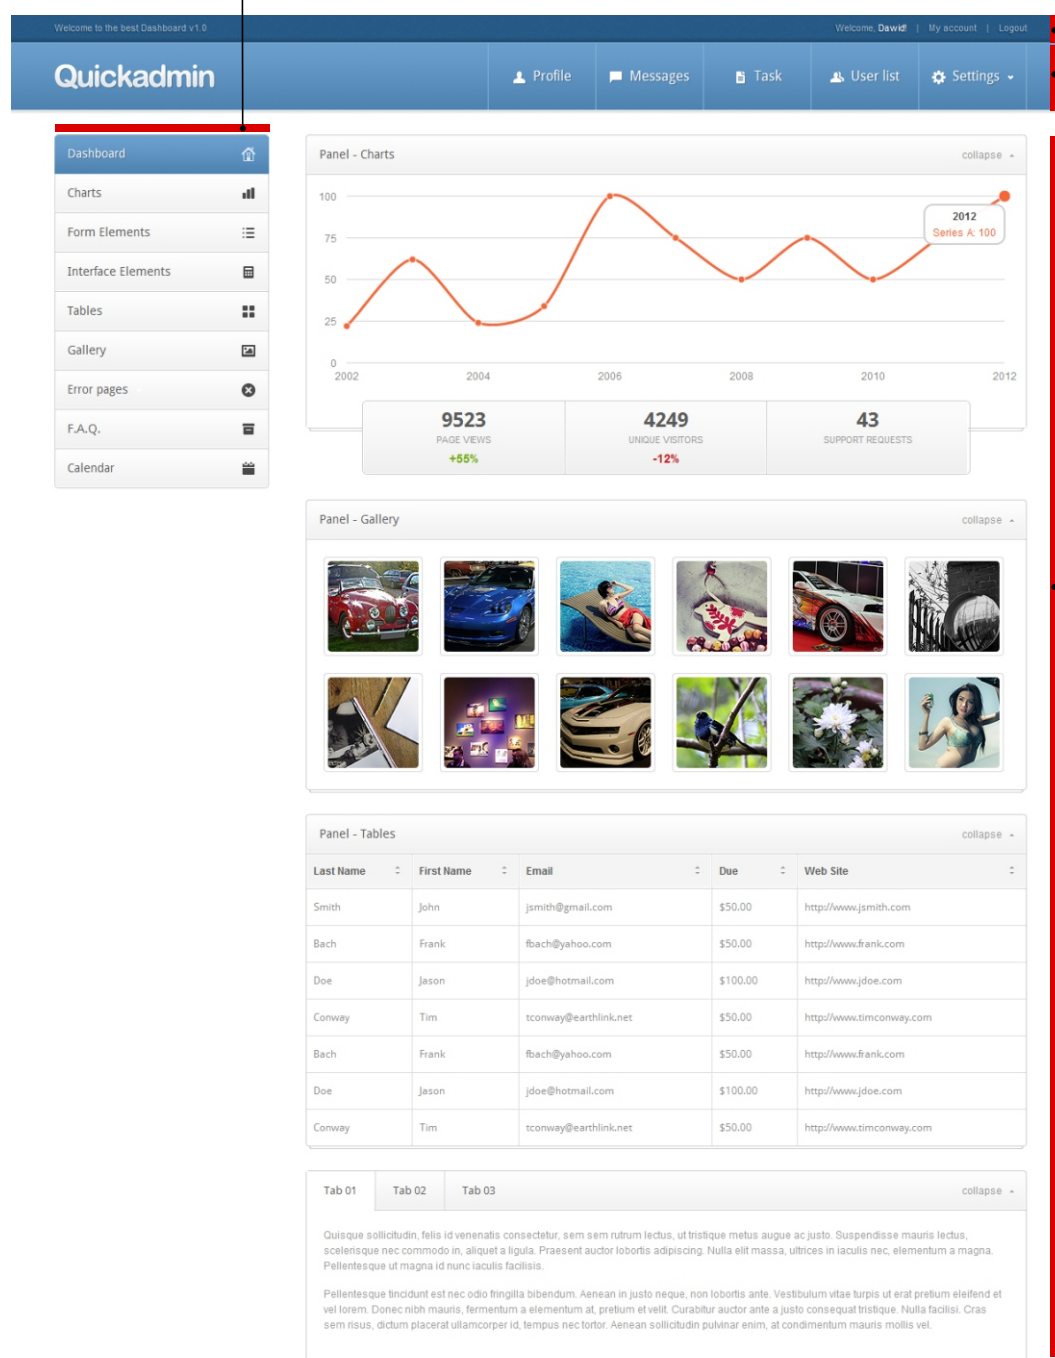 Welcome to the best Dashboard v1.0
Welcome, Dawid! | My account | Logout
Quickadmin
Profile
Messages
Task
User list
Settings
Dashboard
Charts
Form Elements
Interface Elements
Tables
Gallery
Error pages
F.A.Q.
Calendar
Panel - Charts
collapse
100
75
50
25
0
2002
2004
2006
2008
2010
2012
2012
Series A: 100
9523
PAGE VIEWS
+55%
4249
UNIQUE VISITORS
-12%
43
SUPPORT REQUESTS
Panel - Gallery
collapse
Panel - Tables
collapse
Last Name First Name Email Due Web Site
Smith John jsmith@gmail.com $50.00 http://www.jsmith.com
Bach Frank fbach@yahoo.com $50.00 http://www.frank.com
Doe Jason jdoe@hotmail.com $100.00 http://www.jdoe.com
Conway Tim tconway@earthlink.net $50.00 http://www.timconway.com
Bach Frank fbach@yahoo.com $50.00 http://www.frank.com
Doe Jason jdoe@hotmail.com $100.00 http://www.jdoe.com
Conway Tim tconway@earthlink.net $50.00 http://www.timconway.com
Tab 01 Tab 02 Tab 03
collapse
Quisque sollicitudin, felis id venenatis consectetur, sem sem rutrum lectus, ut tristique metus augue ac justo. Suspendisse mauris lectus,
scelerisque nec commodo in, aliquet a ligula. Praesent auctor lobortis adipiscing. Nulla elit massa, ultrices in iaculis nec, elementum a magna.
Pellentesque ut magna id nunc iaculis facilisis.
Pellentesque tincidunt est nec odio fringilla bibendum. Aenean in justo neque, non lobortis ante. Vestibulum vitae turpis ut erat pretium eleifend et
vel lorem. Donec nibh mauris, fermentum a elementum at, pretium et velit. Curabitur auctor ante a justo consequat tristique. Nulla facilisi. Cras
sem risus, dictum placerat ullamcorper id, tempus nec tortor. Aenean sollicitudin pulvinar enim, at condimentum mauris mollis vel.